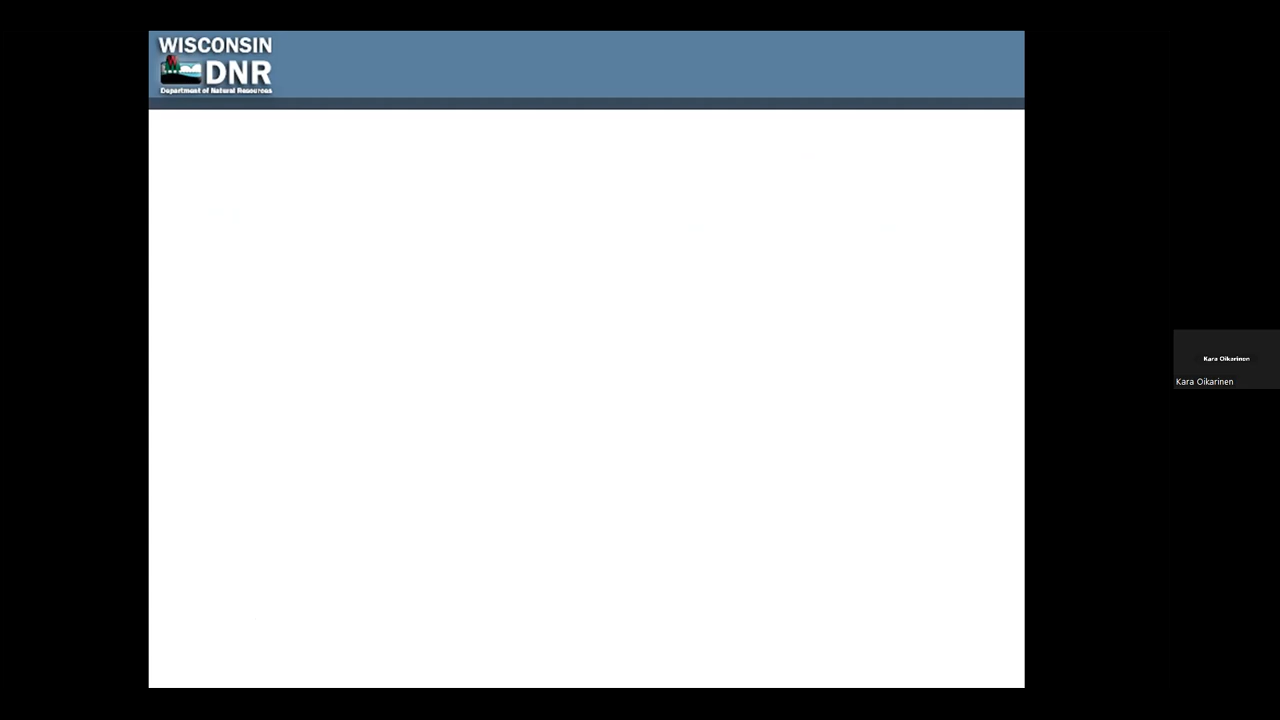 WISCONSIN
DNR
Department of Natural Resources
Kara Oikarinen
Kara Oikarinen